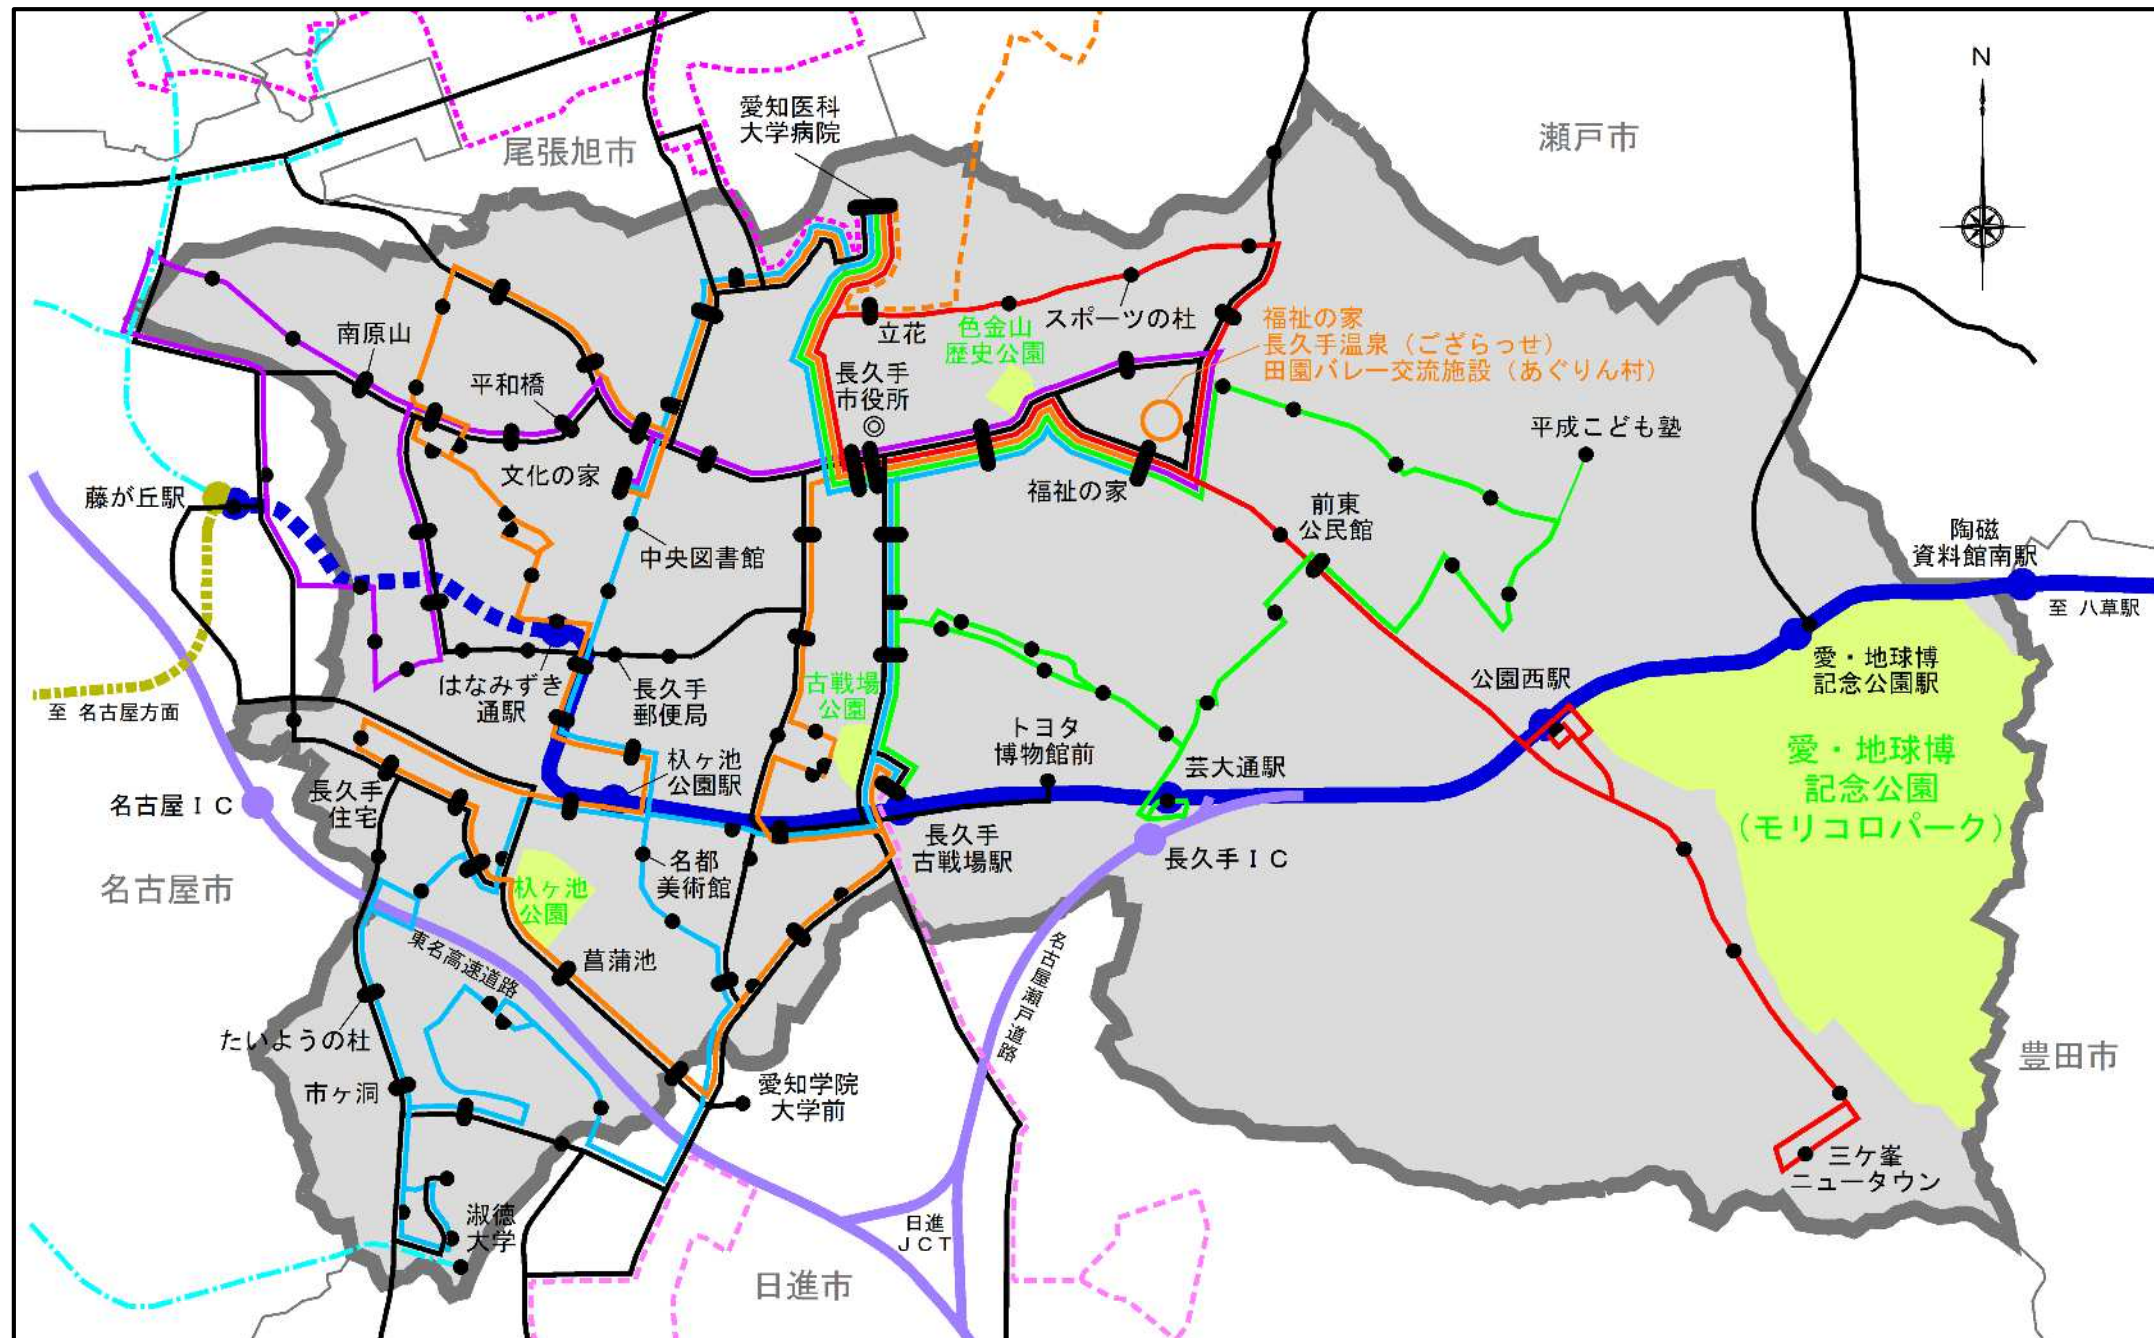 N
瀬戸市
尾張旭市
愛知医科
大学病院
南原山
平和橋
立花
色金山
歴史公園
スポーツの杜
福祉の家
長久手温泉（ござらっせ）
田園バレー交流施設（あぐりん村）
長久手
市役所
平成こども塾
文化の家
福祉の家
藤が丘駅
中央図書館
前東
公民館
陶磁
資料館南駅
至 八草駅
はなみずき
通駅
長久手
郵便局
古戦場
公園
公園西駅
愛・地球博
記念公園駅
至 名古屋方面
トヨタ
博物館前
芸大通駅
愛・地球博
記念公園
（モリコロパーク）
杁ヶ池
公園駅
名古屋ＩＣ
長久手
住宅
長久手
古戦場駅
長久手ＩＣ
名古屋市
名都
美術館
杁ヶ池
公園
東名高速道路
菖蒲池
名古屋瀬戸道路
たいようの杜
市ヶ洞
愛知学院
大学前
豊田市
三ケ峯
ニュータウン
淑徳
大学
日進
ＪＣＴ
日進市